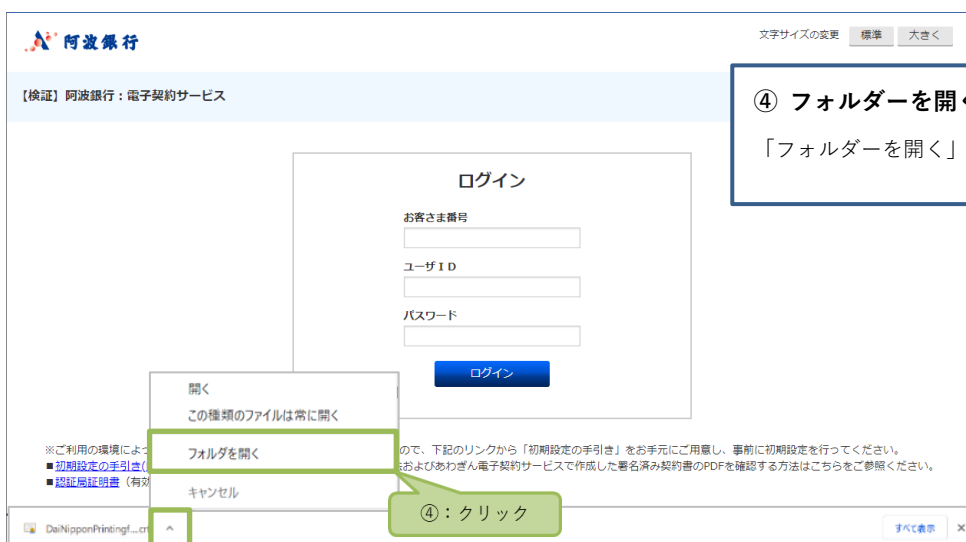 阿波銀行
文字サイズの変更 標準 大きく
【検証】阿波銀行：電子契約サービス
④ フォルダーを開く
「フォルダーを開く」
ログイン
お客さま番号
ユーザID
パスワード
ログイン
開く
この種類のファイルは常に開く
フォルダを開く
キャンセル
※ご利用の環境によっ
ので、下記のリンクから「初期設定の手引き」をお手元にご用意し、事前に初期設定を行ってください。
■初期設定の手引き(
およびあわぎん電子契約サービスで作成した署名済み契約書のPDFを確認する方法はこちらをご参照ください。
■認証局証明書（有効
④：クリック
DaiNipponPrintingf....cr
すべて表示 ×